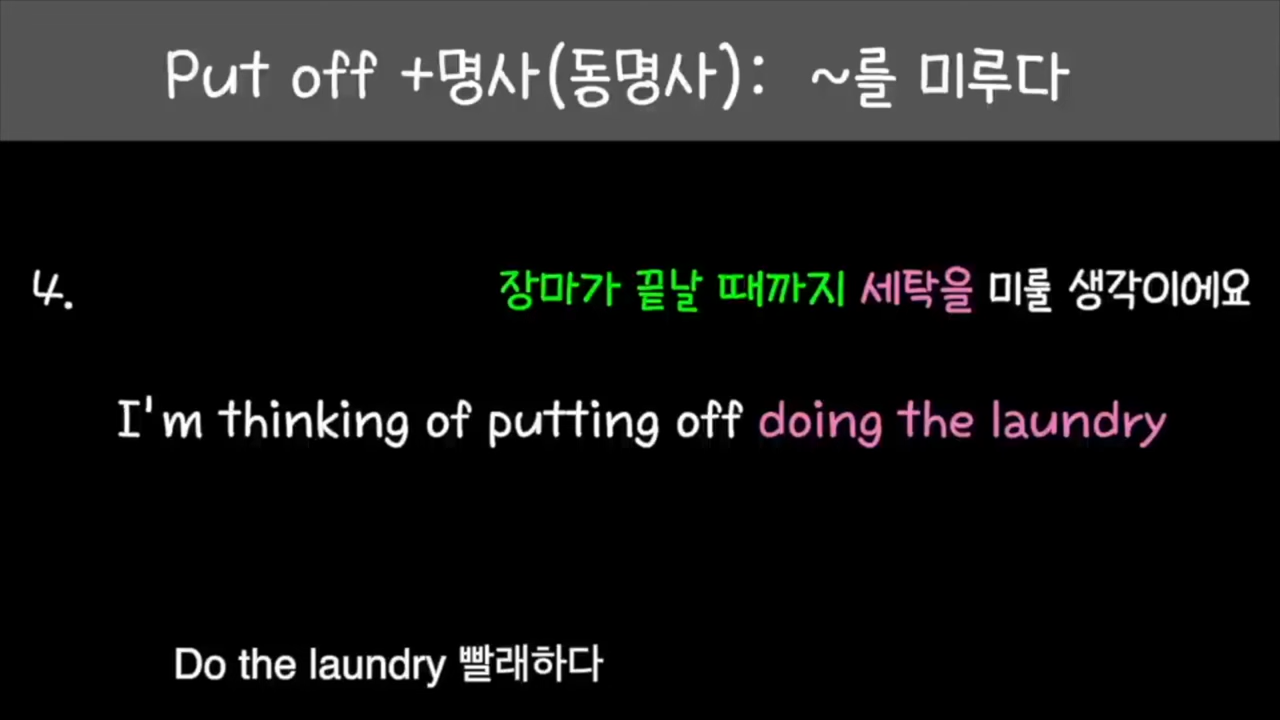 Put off +명사(동명사): ~를 미루다
4. 장마가 끝날 때까지 세탁을 미룰 생각이에요
I'm thinking of putting off doing the laundry
Do the laundry 빨래하다